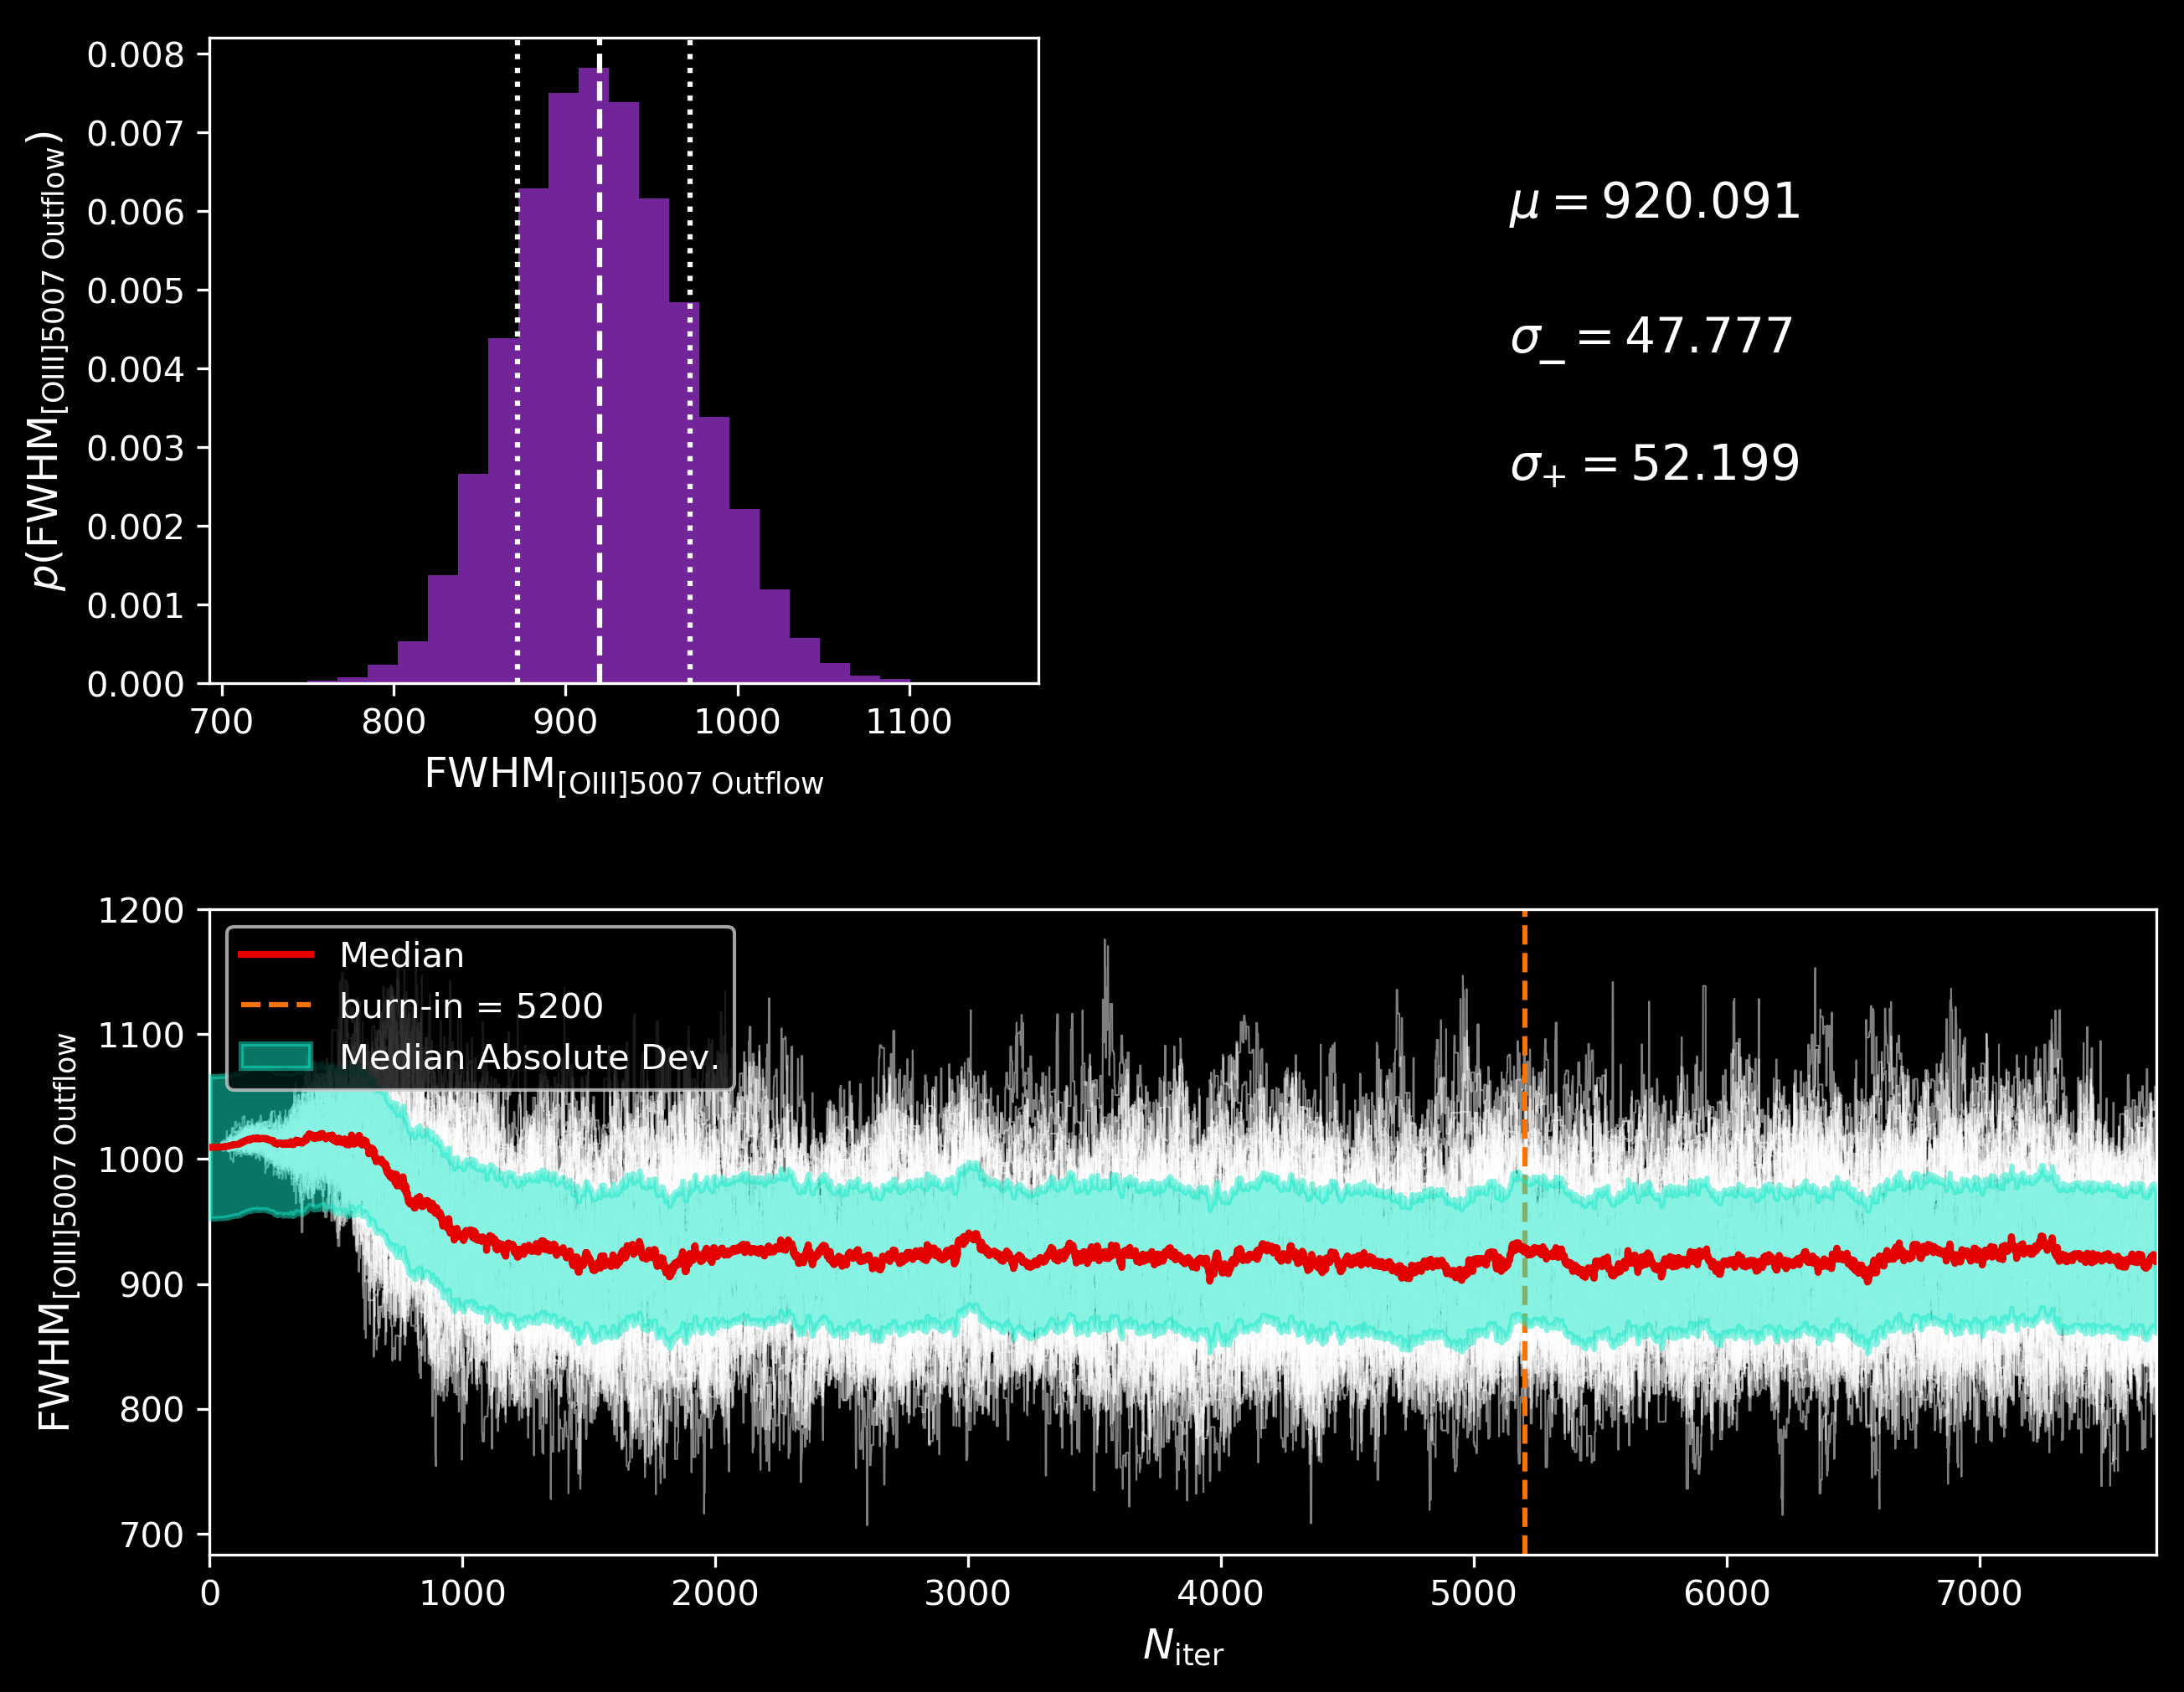 0.008
0.007
0.006
0.005
0.004
0.003
0.002
0.001
0.000
p(FWHM[OIII]5007 Outflow)
700 800 900 1000 1100
FWHM[OIII]5007 Outflow
μ = 920.091
σ− = 47.777
σ+ = 52.199
1200
1100
1000
900
800
700
FWHM[OIII]5007 Outflow
Median
burn-in = 5200
Median Absolute Dev.
0 1000 2000 3000 4000 5000 6000 7000
Niter